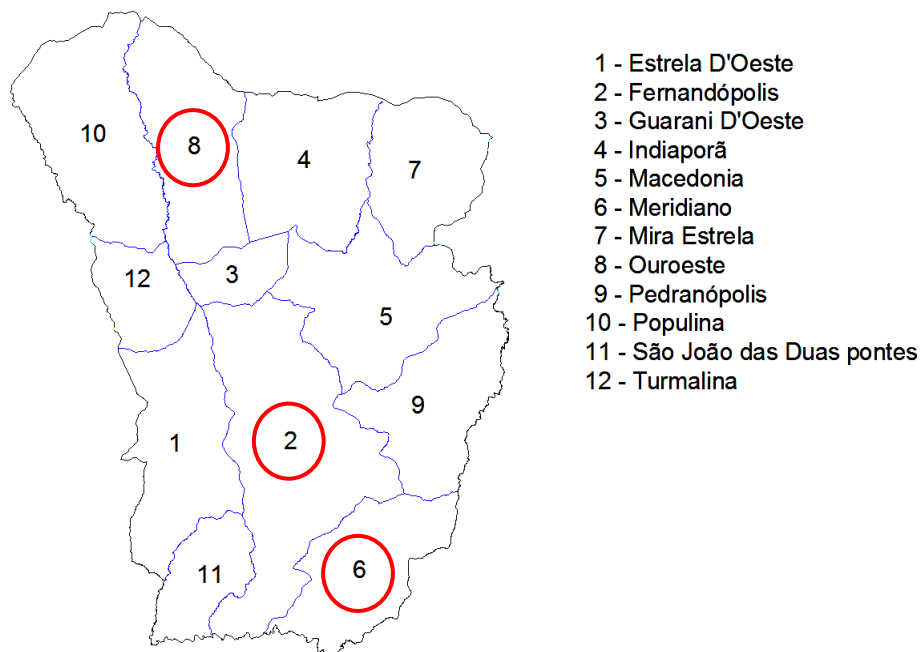 1 - Estrela D'Oeste
2 - Fernandópolis
3 - Guarani D'Oeste
4 - Indiaporã
5 - Macedonia
6 - Meridiano
7 - Mira Estrela
8 - Ouroeste
9 - Pedranópolis
10 - Populina
11 - São João das Duas pontes
12 - Turmalina
10
8
4
7
12
3
5
9
1
2
11
6